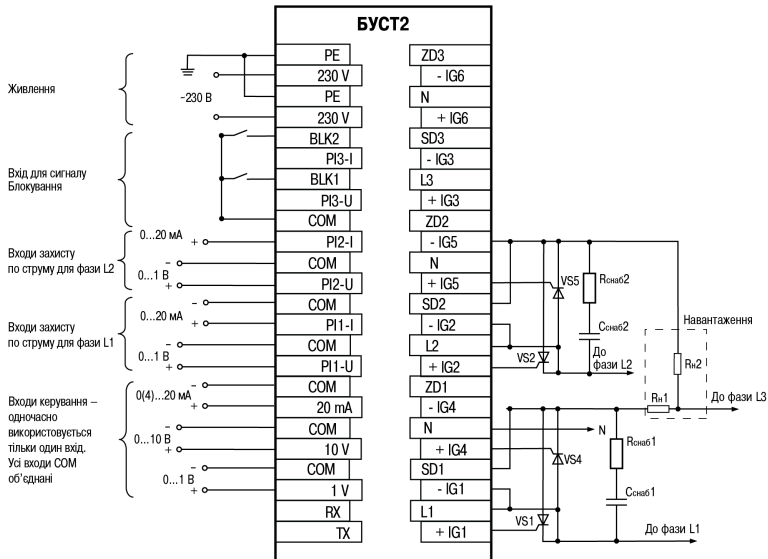 БУСТ2
PE
230 V
PE
230 V
BLK2
PI3-I
BLK1
PI3-U
COM
PI2-I
COM
PI2-U
COM
PI1-I
COM
PI1-U
COM
20 mA
COM
10 V
COM
1 V
RX
TX
ZD3
- IG6
N
+ IG6
SD3
- IG3
L3
+ IG3
ZD2
- IG5
N
+ IG5
SD2
- IG2
L2
+ IG2
ZD1
- IG4
N
+ IG4
SD1
- IG1
L1
+ IG1
Живлення
~230 В
Вхід для сигналу
Блокування
Входи захисту
по струму для фази L2
0...20 мА
+
–
0...1 В
+
Входи захисту
по струму для фази L1
–
0...20 мА
+
–
0...1 В
+
Входи керування –
одночасно
використовується
тільки один вхід.
Усі входи COM
об'єднані
–
0(4)...20 мА
+
–
0...10 В
+
–
0...1 В
+
VS5
Rснаб2
Cснаб2
VS2
До
фази L2
Навантаження
Rн2
Rн1
До фази L3
N
Rснаб1
VS4
Cснаб1
VS1
До фази L1